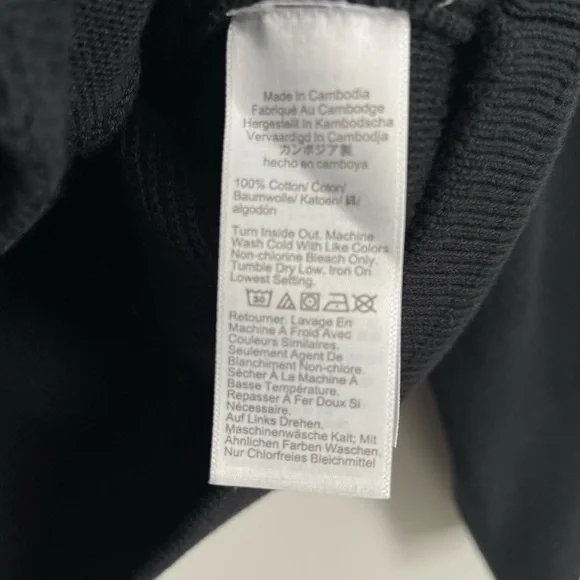 Made In Cambodia
Fabriqué Au Cambodge
Hergestellt In Kambodscha
Vervaardigd In Cambodja
カンボジア製
hecho en camboya
100% Cotton/ Coton/
Baumwolle/ Katoen/ 綿/
algodón
Turn Inside Out. Machine
Wash Cold With Like Colors.
Non-chlorine Bleach Only.
Tumble Dry Low. Iron On
Lowest Setting.
30
Retourner. Lavage En
Machine À Froid Avec
Couleurs Similaires.
Seulement Agent De
Blanchiment Non-chlore.
Sécher À La Machine À
Basse Température.
Repasser À Fer Doux Si
Nécessaire.
Auf Links Drehen.
Maschinenwäsche Kalt; Mit
Ähnlichen Farben Waschen.
Nur Chlorfreies Bleichmittel